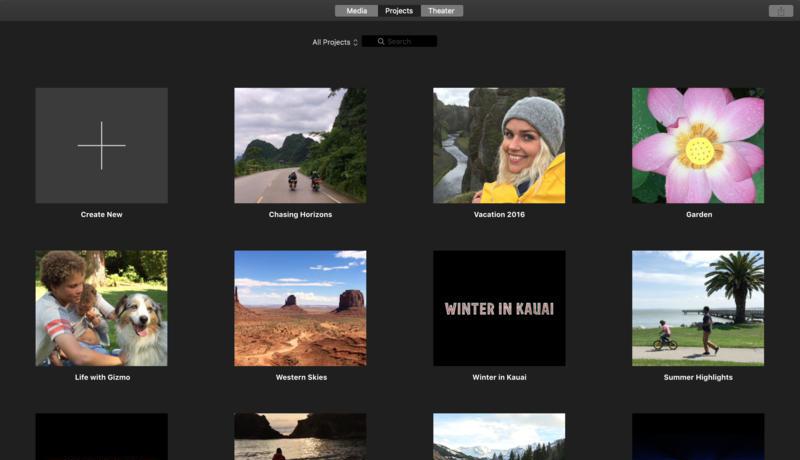 Media Projects Theater
All Projects Search
Create New Chasing Horizons Vacation 2016 Garden
WINTER IN KAUAI
Life with Gizmo Western Skies Winter in Kauai Summer Highlights